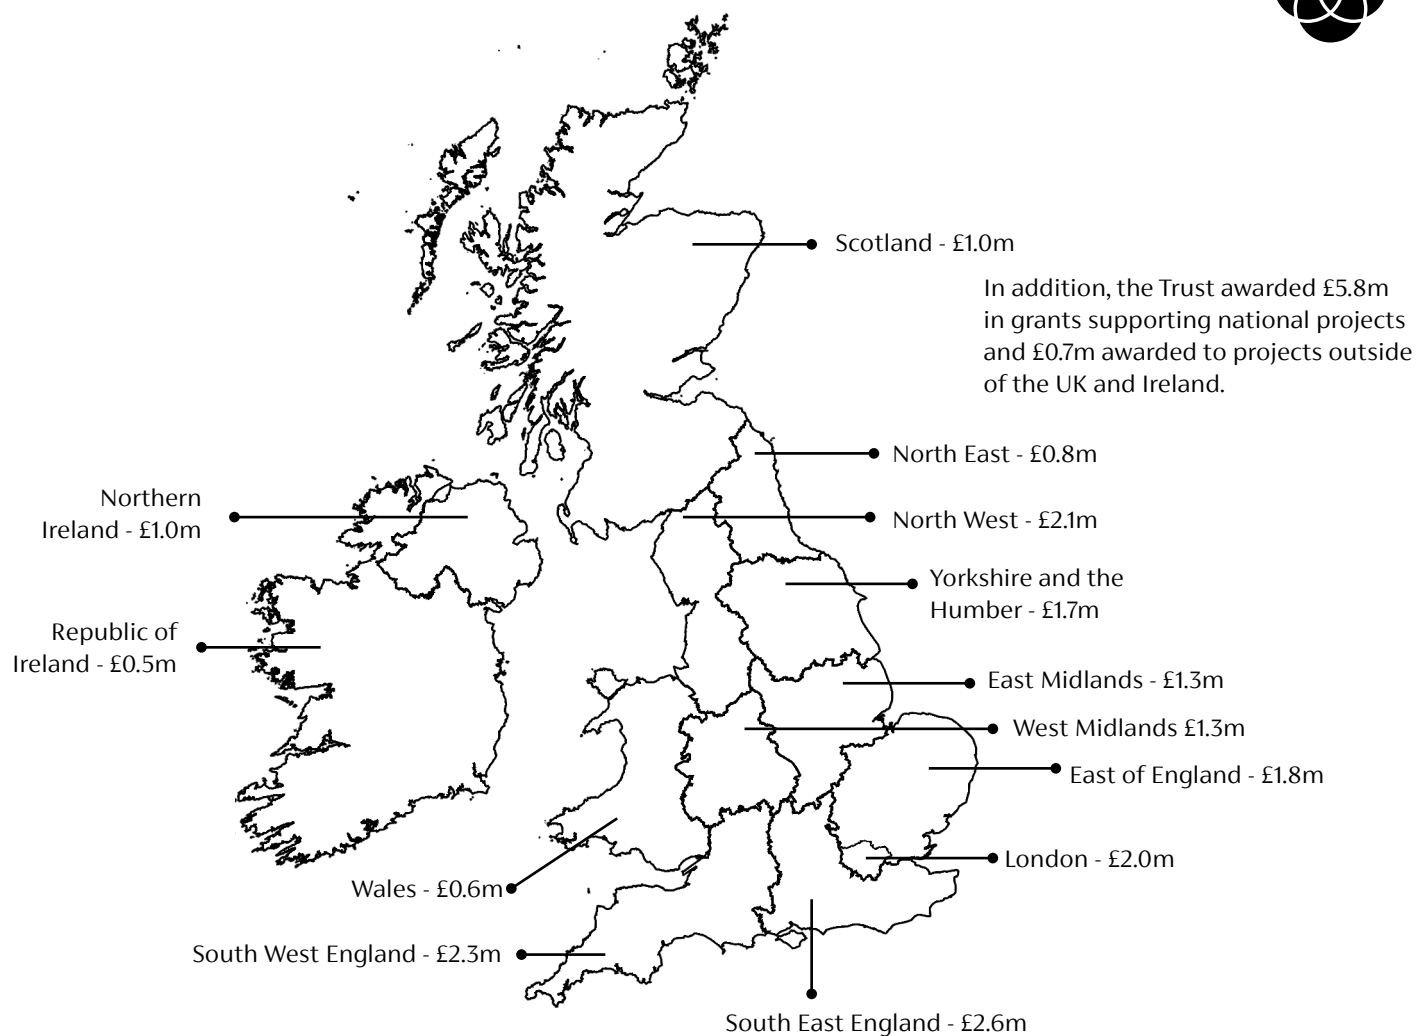 Scotland - £1.0m
In addition, the Trust awarded £5.8m
in grants supporting national projects
and £0.7m awarded to projects outside
of the UK and Ireland.
North East - £0.8m
Northern
Ireland - £1.0m
North West - £2.1m
Yorkshire and the
Humber - £1.7m
Republic of
Ireland - £0.5m
East Midlands - £1.3m
West Midlands £1.3m
East of England - £1.8m
London - £2.0m
Wales - £0.6m
South West England - £2.3m
South East England - £2.6m